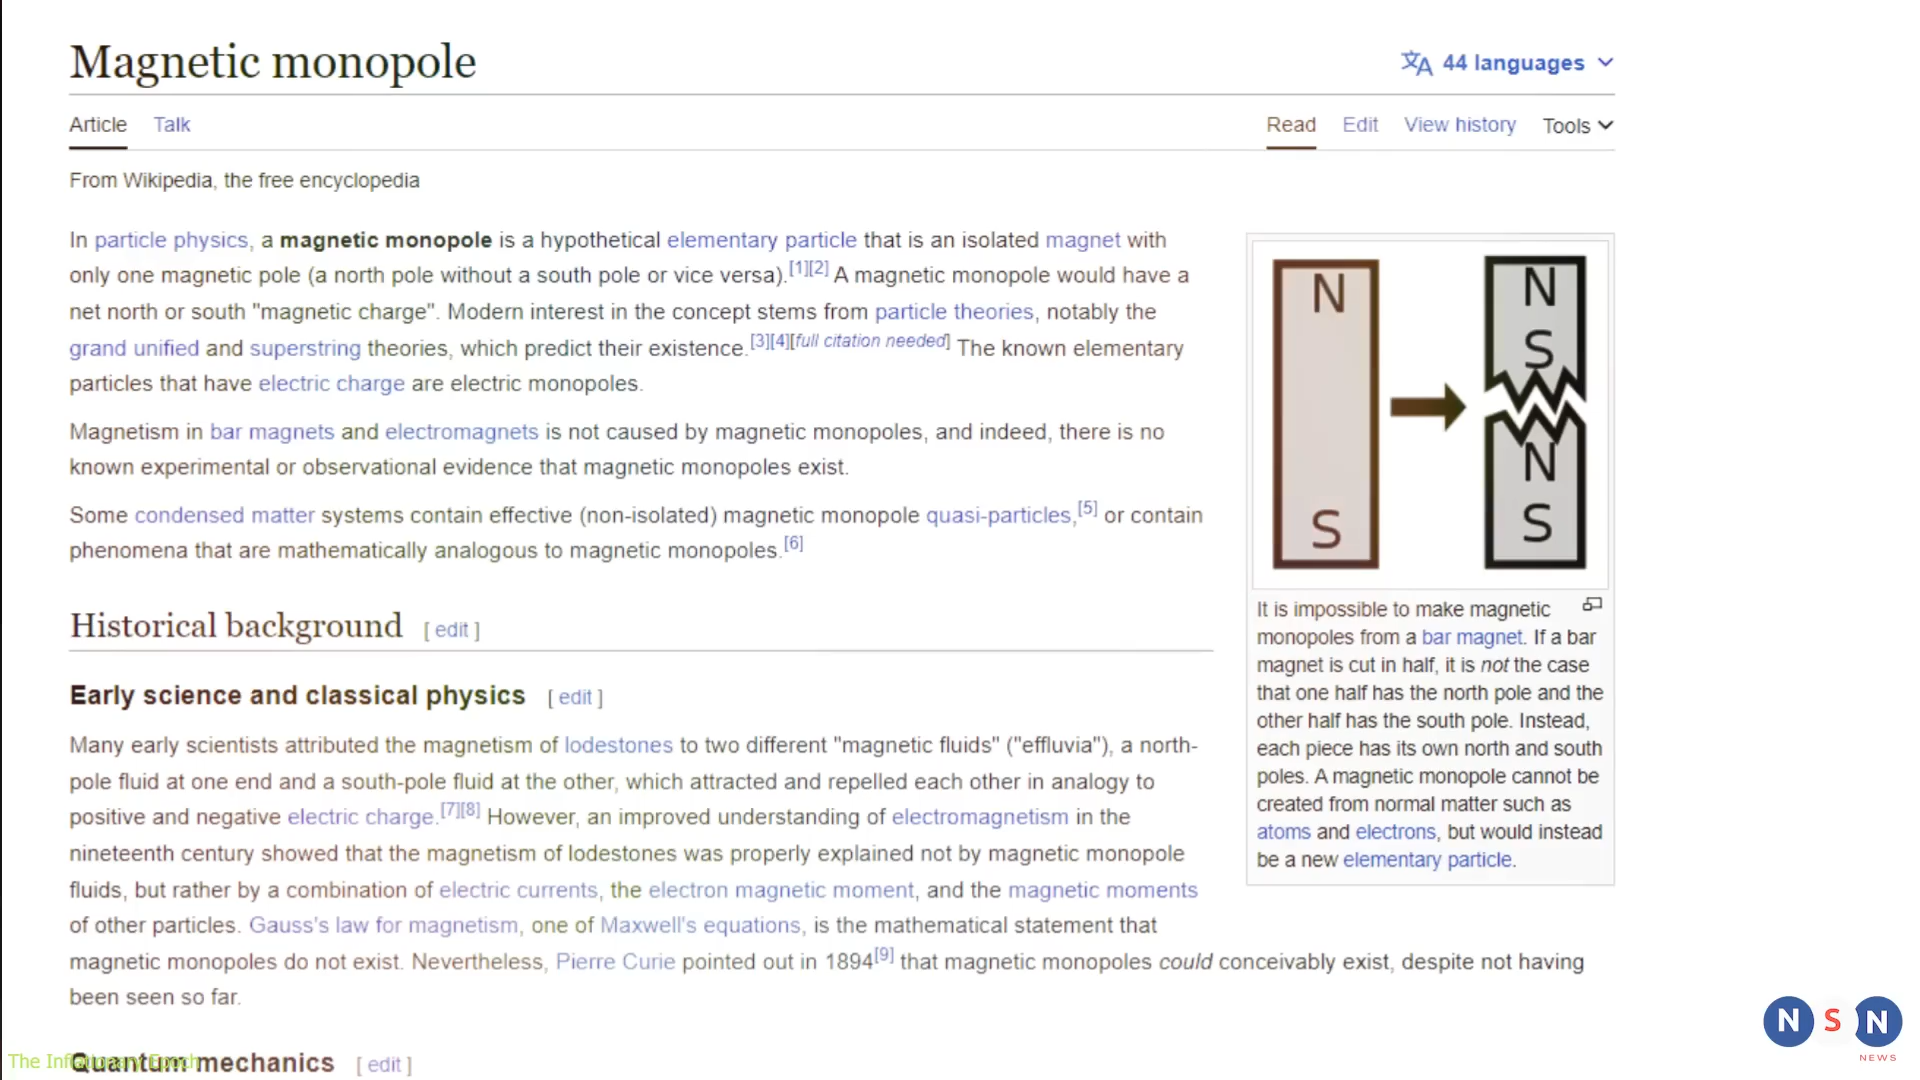 Magnetic monopole
44 languages
Article Talk
Read Edit View history Tools
From Wikipedia, the free encyclopedia
In particle physics, a magnetic monopole is a hypothetical elementary particle that is an isolated magnet with
only one magnetic pole (a north pole without a south pole or vice versa).[1][2] A magnetic monopole would have a
net north or south "magnetic charge". Modern interest in the concept stems from particle theories, notably the
grand unified and superstring theories, which predict their existence.[3][4][full citation needed] The known elementary
particles that have electric charge are electric monopoles.
Magnetism in bar magnets and electromagnets is not caused by magnetic monopoles, and indeed, there is no
known experimental or observational evidence that magnetic monopoles exist.
Some condensed matter systems contain effective (non-isolated) magnetic monopole quasi-particles,[5] or contain
phenomena that are mathematically analogous to magnetic monopoles.[6]
N
S
N
S
N
S
It is impossible to make magnetic
monopoles from a bar magnet. If a bar
magnet is cut in half, it is not the case
that one half has the north pole and the
other half has the south pole. Instead,
each piece has its own north and south
poles. A magnetic monopole cannot be
created from normal matter such as
atoms and electrons, but would instead
be a new elementary particle.
Historical background [ edit ]
Early science and classical physics [ edit ]
Many early scientists attributed the magnetism of lodestones to two different "magnetic fluids" ("effluvia"), a north-
pole fluid at one end and a south-pole fluid at the other, which attracted and repelled each other in analogy to
positive and negative electric charge.[7][8] However, an improved understanding of electromagnetism in the
nineteenth century showed that the magnetism of lodestones was properly explained not by magnetic monopole
fluids, but rather by a combination of electric currents, the electron magnetic moment, and the magnetic moments
of other particles. Gauss's law for magnetism, one of Maxwell's equations, is the mathematical statement that
magnetic monopoles do not exist. Nevertheless, Pierre Curie pointed out in 1894[9] that magnetic monopoles could conceivably exist, despite not having
been seen so far.
Quantum mechanics [ edit ]
The Inflationary Epoch
N S N
NEWS